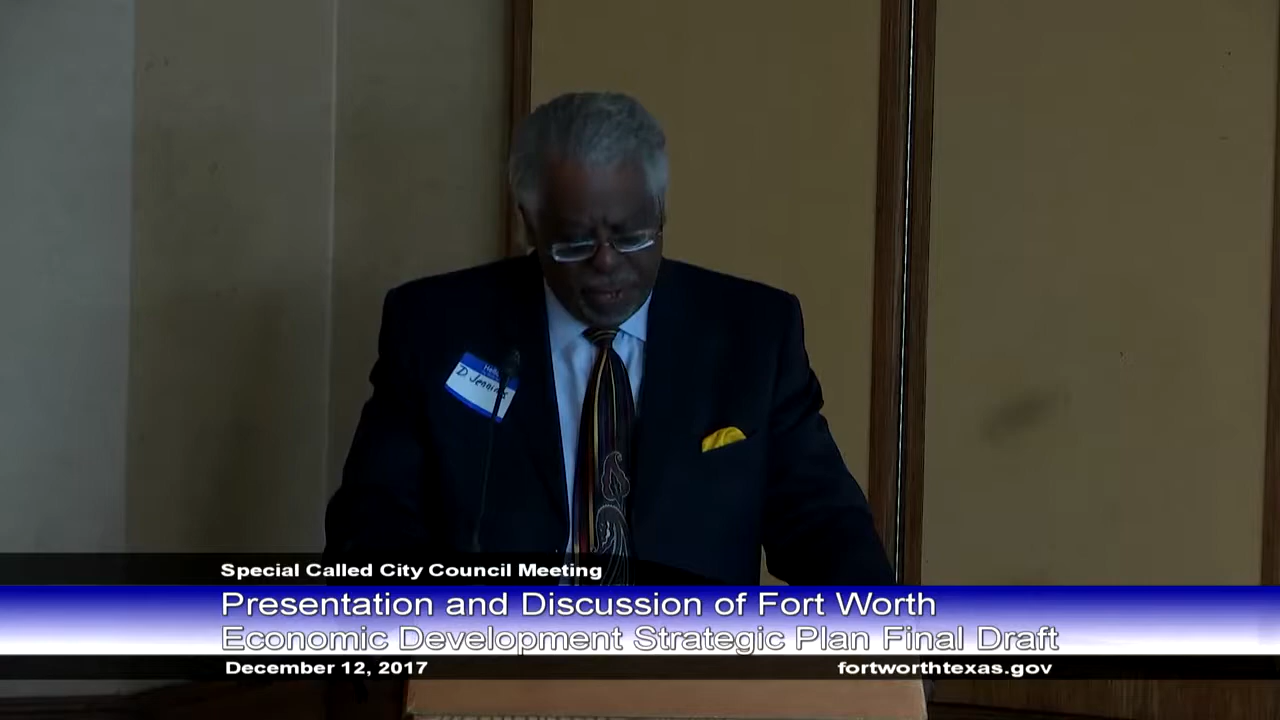 D. Jennings
Special Called City Council Meeting
Presentation and Discussion of Fort Worth
Economic Development Strategic Plan Final Draft
December 12, 2017 fortworthtexas.gov